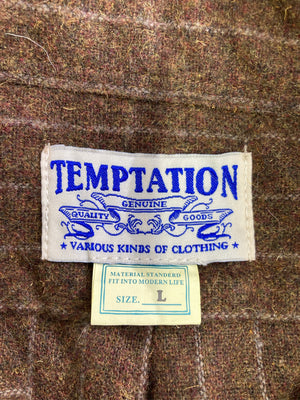 TEMPTATION
GENUINE
QUALITY GOODS
★ VARIOUS KINDS OF CLOTHING ★
MATERIAL STANDERD
FIT INTO MODERN LIFE
SIZE. L